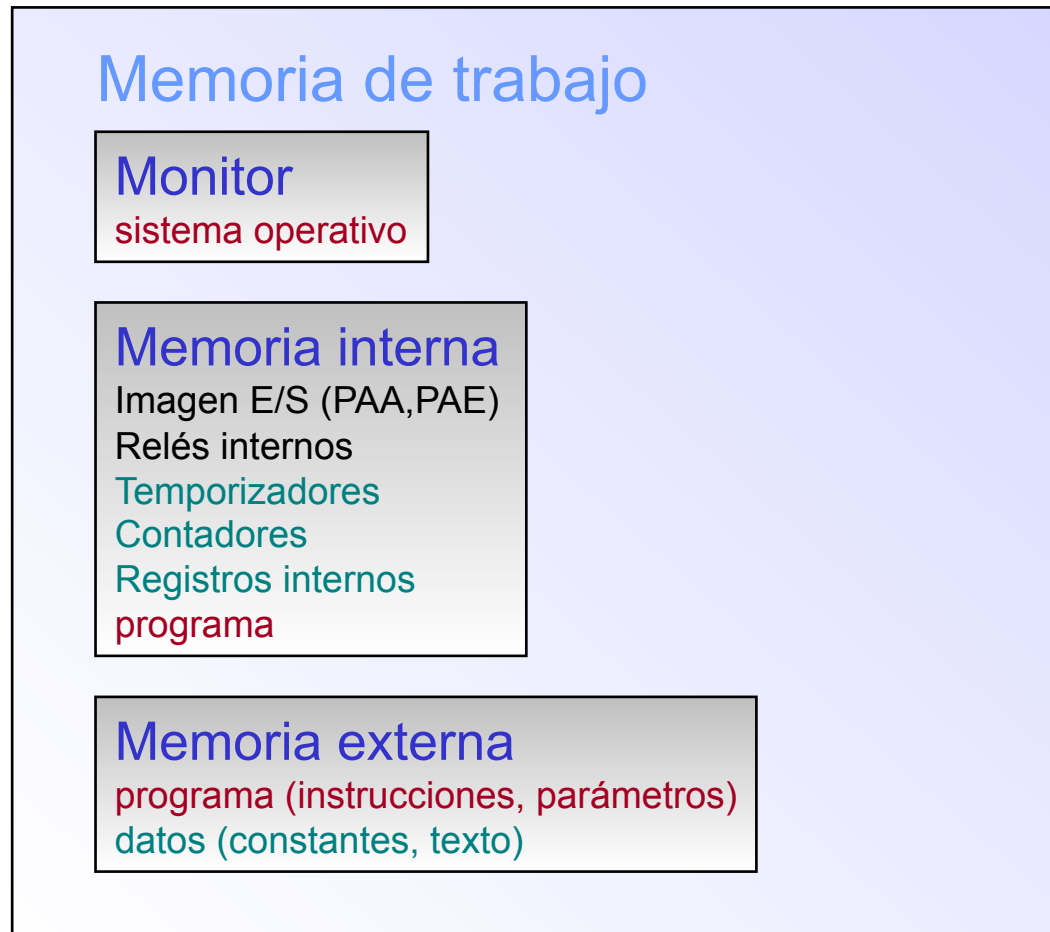 Memoria de trabajo
Monitor
sistema operativo
Memoria interna
Imagen E/S (PAA,PAE)
Relés internos
Temporizadores
Contadores
Registros internos
programa
Memoria externa
programa (instrucciones, parámetros)
datos (constantes, texto)